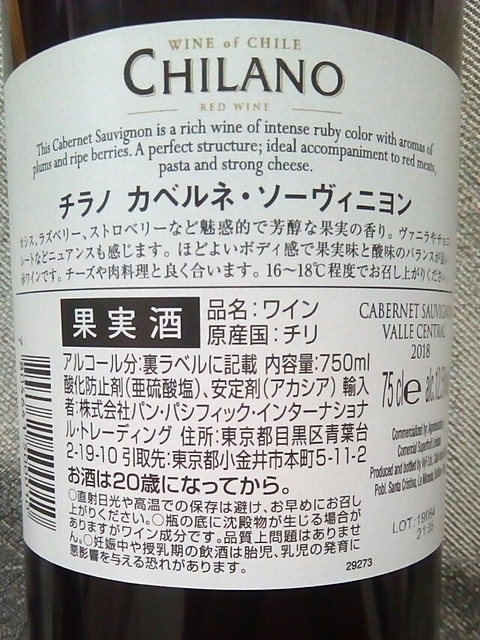 WINE of CHILE
CHILANO
RED WINE
This Cabernet Sauvignon is a rich wine of intense ruby color with aromas of
plums and ripe berries. A perfect structure; ideal accompaniment to red meats,
pasta and strong cheese.
チラノ カベルネ・ソーヴィニヨン
カシス、ラズベリー、ストロベリーなど魅惑的で芳醇な果実の香り。ヴァニラやチョコ
レートなどニュアンスも感じます。ほどよいボディ感で果実味と酸味のバランスが
ワインです。チーズや肉料理と良く合います。16~18℃程度でお召し上がりください。
果実酒
品名:ワイン
原産国:チリ
アルコール分:裏ラベルに記載 内容量:750ml
酸化防止剤(亜硫酸塩)、安定剤(アカシア) 輸入
者:株式会社パン・パシフィック・インターナショナ
ル・トレーディング 住所:東京都目黒区青葉台
2-19-10 引取先:東京都小金井市本町5-11-2
お酒は20歳になってから。
○直射日光や高温での保存は避け、お早めにお召し
上がりください。○瓶の底に沈殿物が生じる場合が
ありますがワイン成分です。品質上問題はありませ
ん。○妊娠中や授乳期の飲酒は胎児、乳児の発育に
悪影響を与える恐れがあります。
29273
CABERNET SAUVIGNON
VALLE CENTRAL
2018
75 cl e alc.
Commercialized by:
Comercial Superfruit
Produced and bottled by
Pobl. Santa Cristina,
LOT: 19064
21:35